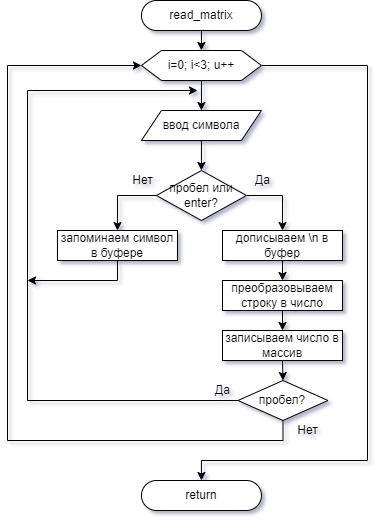 read_matrix
i=0; i<3; u++
ввод символа
пробел или
enter?
Нет
Да
запоминаем символ
в буфере
дописываем \n в
буфер
преобразовываем
строку в число
записываем число в
массив
пробел?
Да
Нет
return